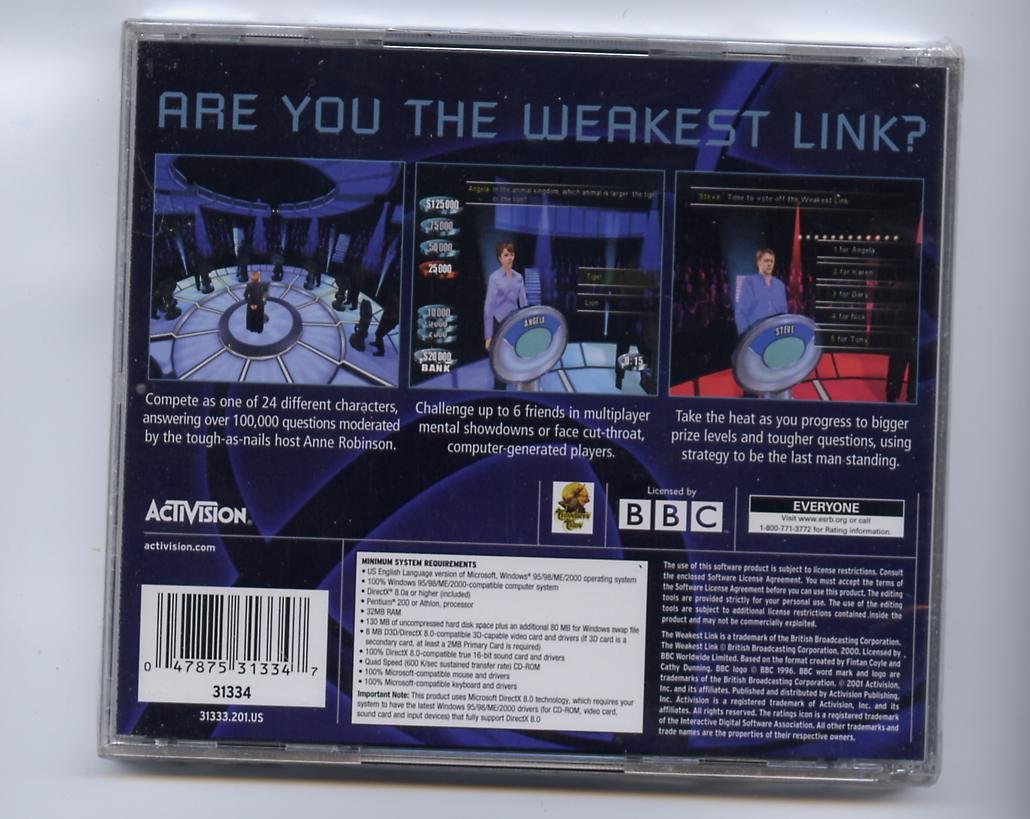 ARE YOU THE WEAKEST LINK?
Angela In the animal kingdom, which animal is larger: the tiger
or the lion?
$125000
75000
50000
25000
10000
$20000
BANK
Tiger
Lion
ANGELA
0:15
Steve Time to vote off the Weakest Link
1 for Angela
2 for Karen
3 for Gary
4 for Nick
5 for Tony
STEVE
Compete as one of 24 different characters,
answering over 100,000 questions moderated
by the tough-as-nails host Anne Robinson.
Challenge up to 6 friends in multiplayer
mental showdowns or face cut-throat,
computer-generated players.
Take the heat as you progress to bigger
prize levels and tougher questions, using
strategy to be the last man standing.
ACTIVISION®
activision.com
Licensed by
BBC
EVERYONE
Visit www.esrb.org or call
1-800-771-3772 for Rating information.
0 47875 31334 7
31334
31333.201.US
MINIMUM SYSTEM REQUIREMENTS
• US English Language version of Microsoft, Windows® 95/98/ME/2000 operating system
• 100% Windows 95/98/ME/2000-compatible computer system
• DirectX® 8.0a or higher (included)
• Pentium® 200 or Athlon, processor
• 32MB RAM
• 130 MB of uncompressed hard disk space plus an additional 80 MB for Windows swap file
• 8 MB D3D/DirectX 8.0-compatible 3D-capable video card and drivers (if 3D card is a
secondary card, at least a 2MB Primary Card is required)
• 100% DirectX 8.0-compatible true 16-bit sound card and drivers
• Quad Speed (600 K/sec sustained transfer rate) CD-ROM
• 100% Microsoft-compatible mouse and drivers
• 100% Microsoft-compatible keyboard and drivers
Important Note: This product uses Microsoft DirectX 8.0 technology, which requires your
system to have the latest Windows 95/98/ME/2000 drivers (for CD-ROM, video card,
sound card and input devices) that fully support DirectX 8.0
The use of this software product is subject to license restrictions. Consult
the enclosed Software License Agreement. You must accept the terms of
the Software License Agreement before you can use this product. The editing
tools are provided strictly for your personal use. The use of the editing
tools is subject to additional license restrictions contained inside the
product and may not be commercially exploited.
The Weakest Link is a trademark of the British Broadcasting Corporation.
The Weakest Link © British Broadcasting Corporation, 2000. Licensed by
BBC Worldwide Limited. Based on the format created by Fintan Coyle and
Cathy Dunning. BBC logo © BBC 1996. BBC word mark and logo are
trademarks of the British Broadcasting Corporation. © 2001 Activision,
Inc. and its affiliates. Published and distributed by Activision Publishing,
Inc. Activision is a registered trademark of Activision, Inc. and its
affiliates. All rights reserved. The ratings icon is a registered trademark
of the Interactive Digital Software Association. All other trademarks and
trade names are the properties of their respective owners.